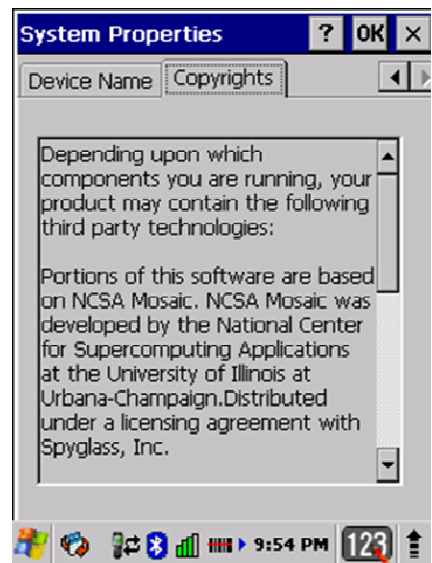 System Properties ? OK ×
Device Name Copyrights
Depending upon which
components you are running, your
product may contain the following
third party technologies:
Portions of this software are based
on NCSA Mosaic. NCSA Mosaic was
developed by the National Center
for Supercomputing Applications
at the University of Illinois at
Urbana-Champaign.Distributed
under a licensing agreement with
Spyglass, Inc.
9:54 PM 123